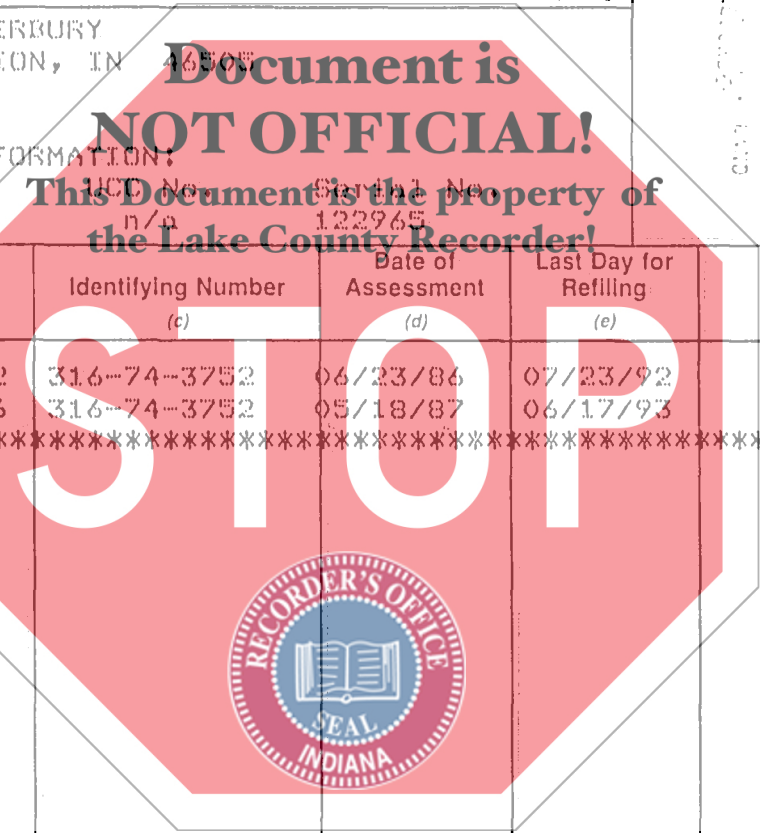 ERBURY
ION, IN 46505
Document is
NOT OFFICIAL!
FORMATION:
This Document is the property of
UCC No. Serial No.
n/a 122965
the Lake County Recorder!
Identifying Number Date of Assessment Last Day for Refiling
(c) (d) (e)
2 316-74-3752 06/23/86 07/23/92
316-74-3752 05/18/87 06/17/93
STOP
RECORDER'S OFFICE
SEAL
INDIANA